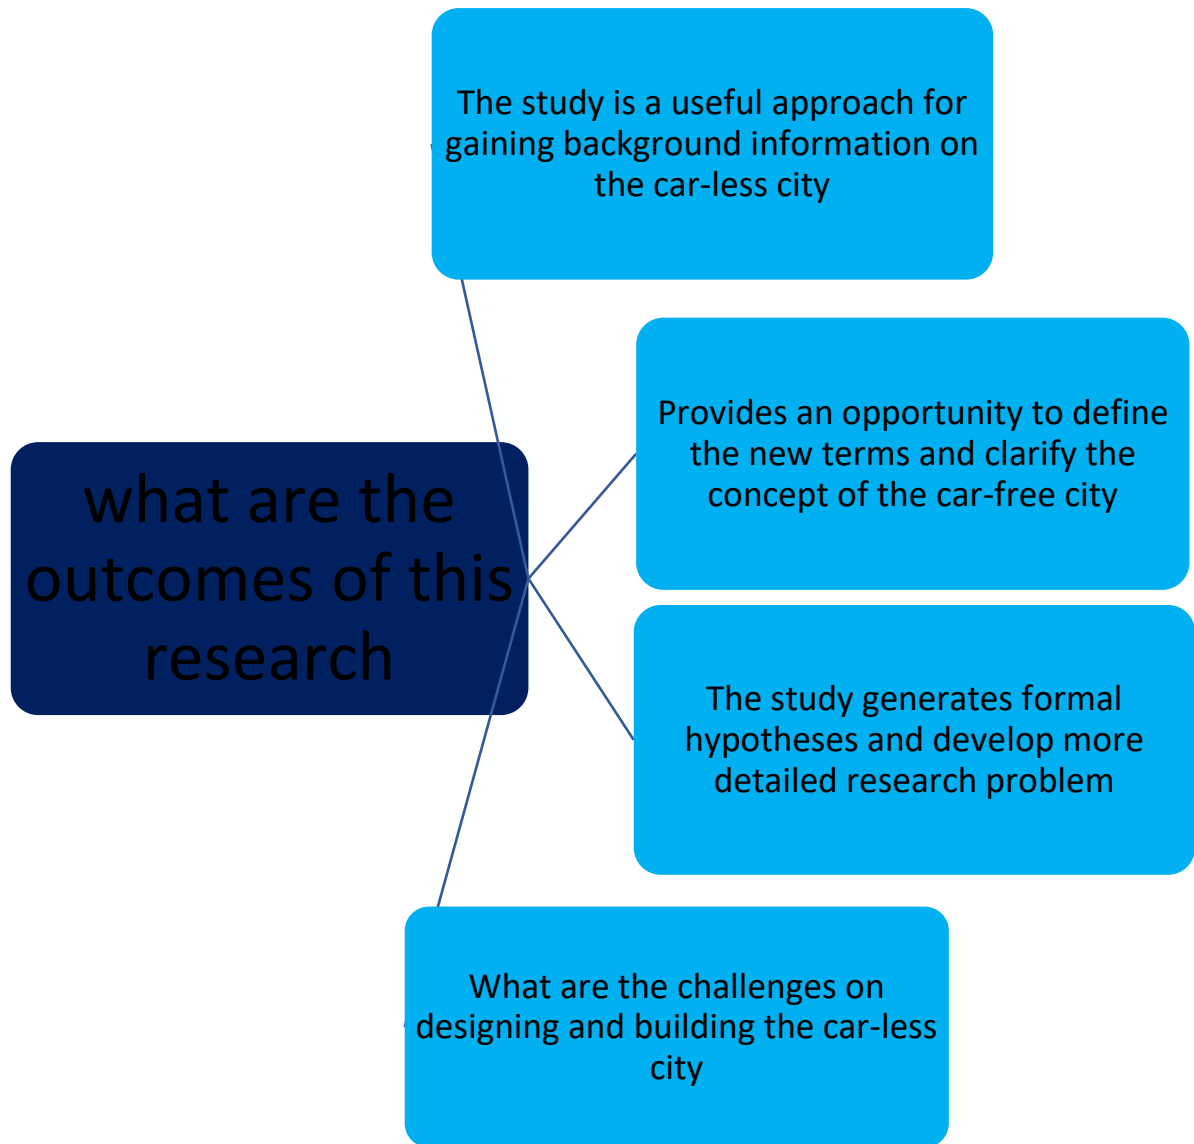 The study is a useful approach for
gaining background information on
the car-less city
Provides an opportunity to define
the new terms and clarify the
concept of the car-free city
what are the
outcomes of this
research
The study generates formal
hypotheses and develop more
detailed research problem
What are the challenges on
designing and building the car-less
city